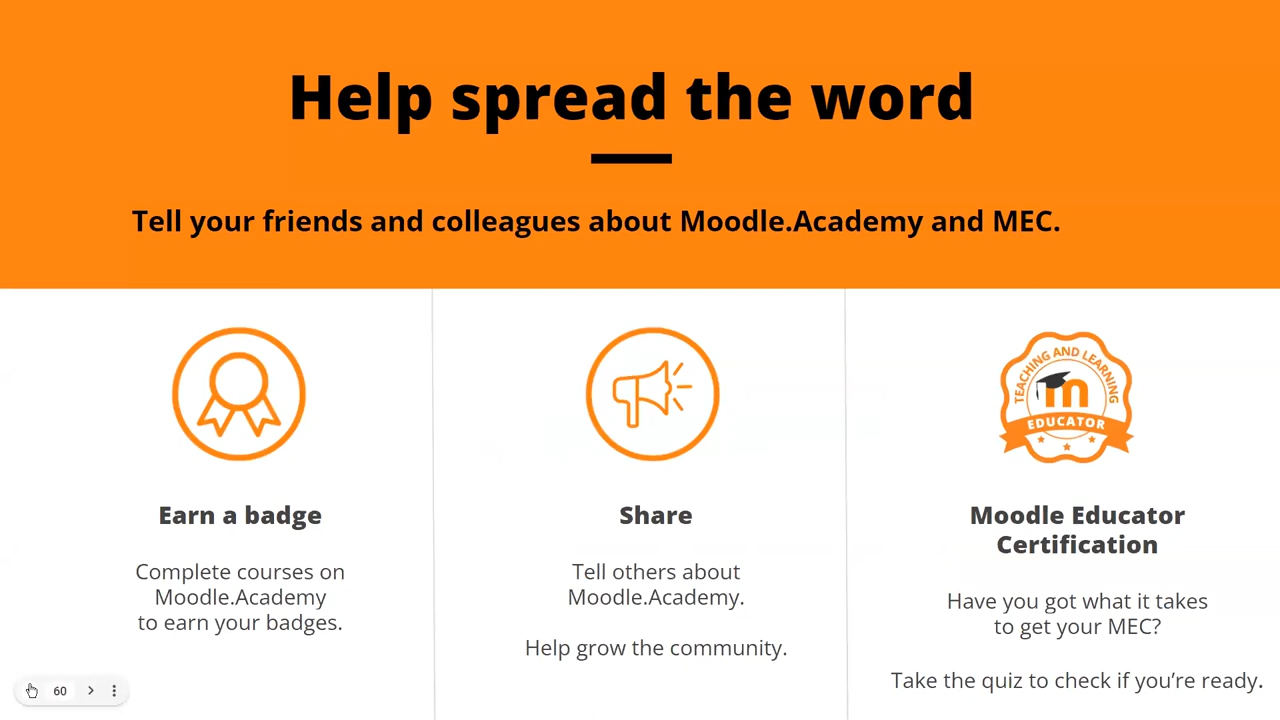 Help spread the word
Tell your friends and colleagues about Moodle.Academy and MEC.
Earn a badge
Complete courses on
Moodle.Academy
to earn your badges.
Share
Tell others about
Moodle.Academy.
Help grow the community.
TEACHING AND LEARNING
m
EDUCATOR
Moodle Educator
Certification
Have you got what it takes
to get your MEC?
Take the quiz to check if you’re ready.
60